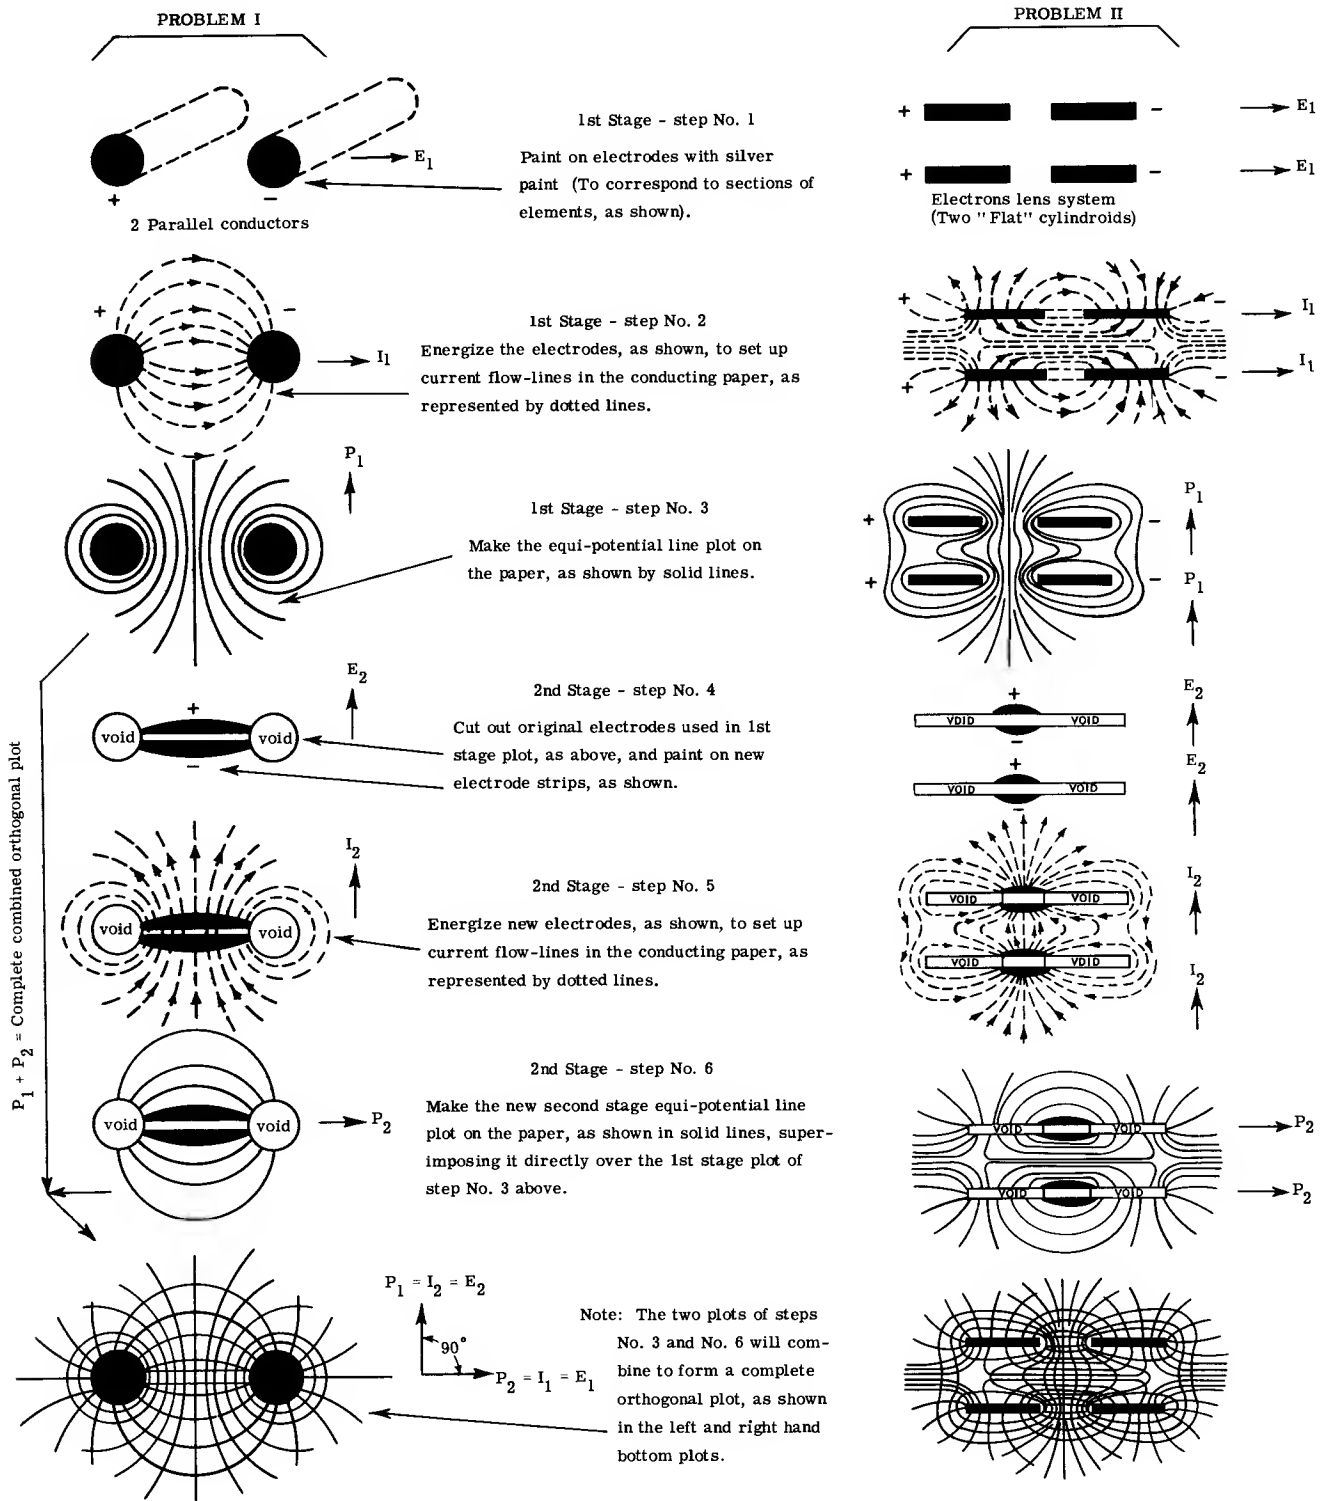 PROBLEM I
PROBLEM II
+
−
E1
2 Parallel conductors
1st Stage - step No. 1
Paint on electrodes with silver
paint (To correspond to sections of
elements, as shown).
+
−
E1
+
−
E1
Electrons lens system
(Two "Flat" cylindroids)
+
−
I1
1st Stage - step No. 2
Energize the electrodes, as shown, to set up
current flow-lines in the conducting paper, as
represented by dotted lines.
+
−
I1
+
−
I1
P1
1st Stage - step No. 3
Make the equi-potential line plot on
the paper, as shown by solid lines.
+
−
P1
+
−
P1
P1 + P2 = Complete combined orthogonal plot
E2
+
void
void
−
2nd Stage - step No. 4
Cut out original electrodes used in 1st
stage plot, as above, and paint on new
electrode strips, as shown.
+
VOID
VOID
−
E2
+
VOID
VOID
−
E2
I2
void
void
2nd Stage - step No. 5
Energize new electrodes, as shown, to set up
current flow-lines in the conducting paper, as
represented by dotted lines.
VOID
VOID
I2
VOID
VOID
I2
void
void
P2
2nd Stage - step No. 6
Make the new second stage equi-potential line
plot on the paper, as shown in solid lines, super-
imposing it directly over the 1st stage plot of
step No. 3 above.
VOID
VOID
P2
VOID
VOID
P2
P1 = I2 = E2
90°
P2 = I1 = E1
Note: The two plots of steps
No. 3 and No. 6 will com-
bine to form a complete
orthogonal plot, as shown
in the left and right hand
bottom plots.